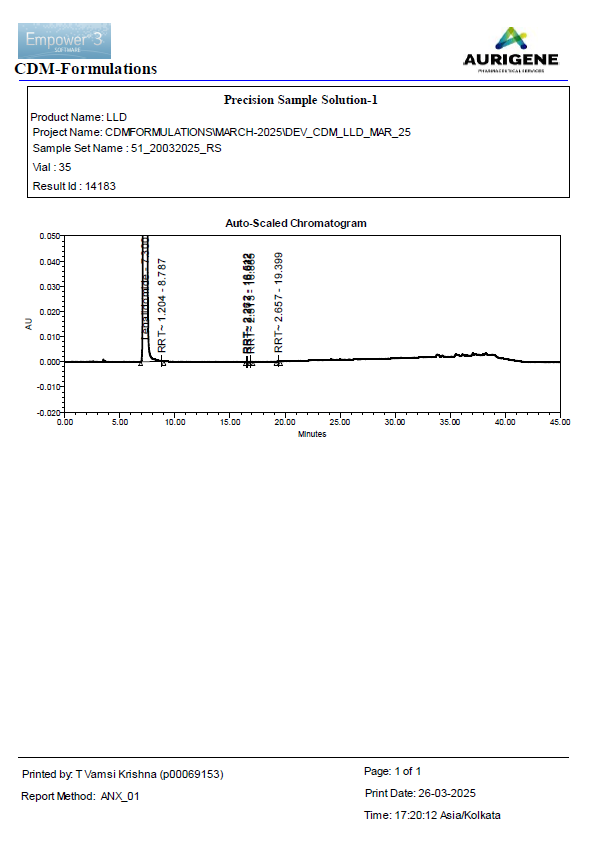 Empower™3
SOFTWARE
AURIGENE
PHARMACEUTICAL SERVICES
CDM-Formulations
Precision Sample Solution-1
Product Name: LLD
Project Name: CDMFORMULATIONS\MARCH-2025\DEV_CDM_LLD_MAR_25
Sample Set Name : 51_20032025_RS
Vial : 35
Result Id : 14183
Auto-Scaled Chromatogram
AU
0.050
0.040
0.030
0.020
0.010
0.000
-0.010
-0.020
Lenalidomide - 7.300
RRT~ 1.204 - 8.787
RRT~ 2.657 - 19.399
0.00 5.00 10.00 15.00 20.00 25.00 30.00 35.00 40.00 45.00
Minutes
Printed by: T Vamsi Krishna (p00069153)
Report Method: ANX_01
Page: 1 of 1
Print Date: 26-03-2025
Time: 17:20:12 Asia/Kolkata